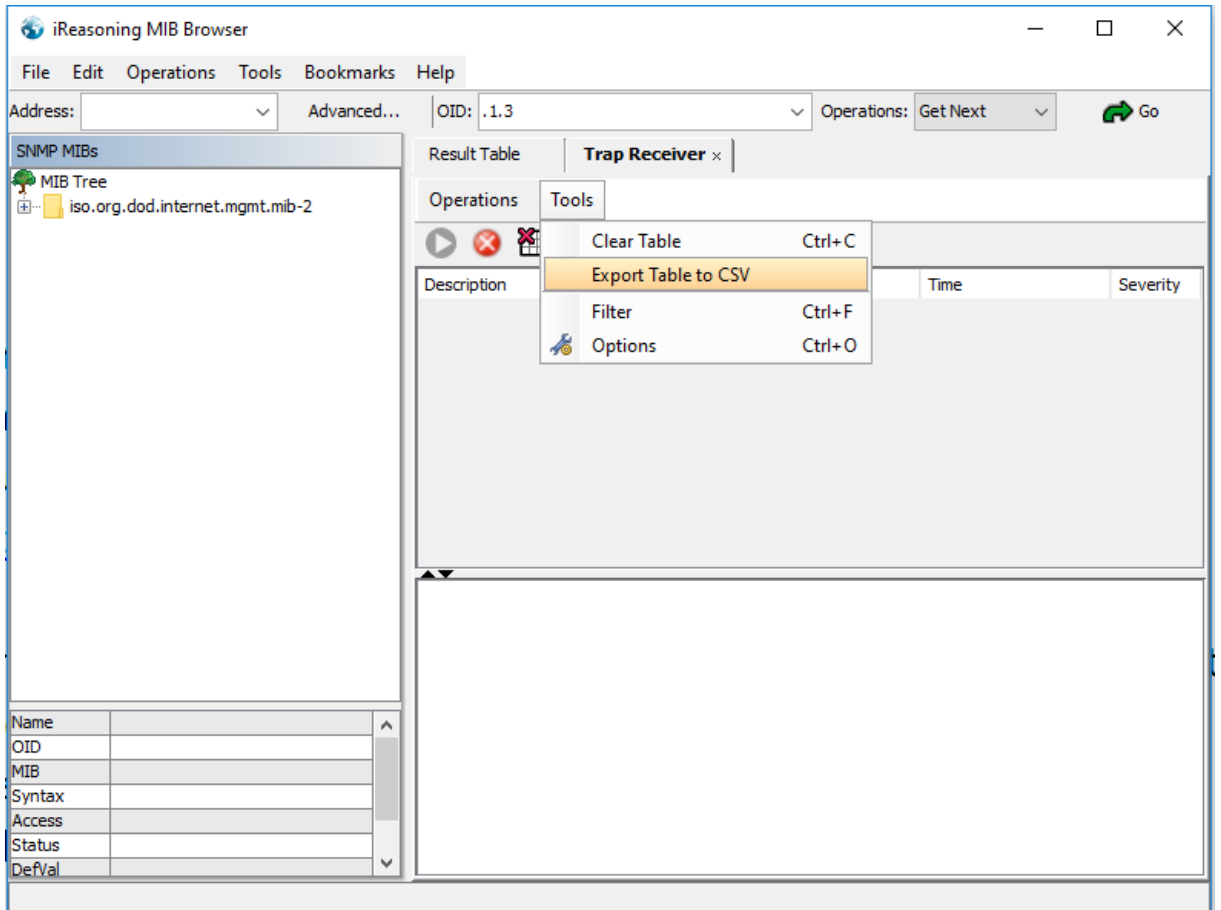 iReasoning MIB Browser
File Edit Operations Tools Bookmarks Help
Address: Advanced... OID: .1.3 Operations: Get Next Go
SNMP MIBs
MIB Tree
iso.org.dod.internet.mgmt.mib-2
Name
OID
MIB
Syntax
Access
Status
DefVal
Result Table Trap Receiver ×
Operations Tools
Clear Table Ctrl+C
Export Table to CSV
Filter Ctrl+F
Options Ctrl+O
Description Time Severity